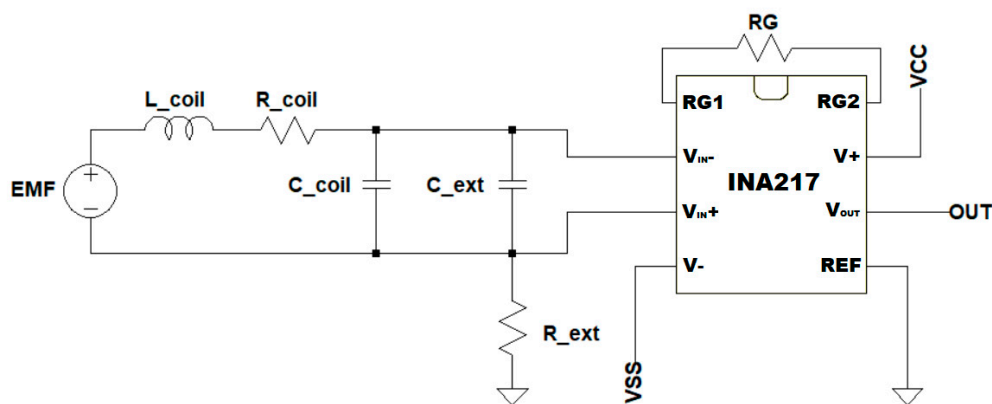 RG
L_coil
R_coil
RG1
RG2
VCC
VIN-
V+
EMF
C_coil
C_ext
INA217
VIN+
VOUT
OUT
V-
REF
R_ext
VSS